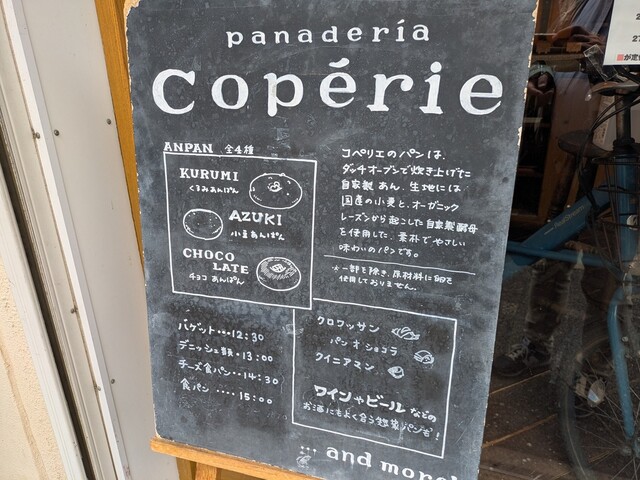 panadería
copérie
ANPAN 全4種
KURUMI
くるみあんぱん
AZUKI
小豆あんぱん
CHOCO
LATE
チョコあんぱん
コペリエのパンは、
ダッチオーブンで炊き上げた
自家製あん、生地には
国産の小麦と、オーガニック
レーズンから起こした自家製酵母
を使用した、素朴でやさしい
味わいのパンです。
*一部を除き、原材料に卵を
使用しておりません。
バゲット・・・12:30
デニッシュ類・13:00
チーズ食パン・・14:30
食パン ・・・・15:00
クロワッサン
パンオショコラ
クイニアマン
ワインやビールなどの
お酒にもよく合う惣菜パンも!
and more!